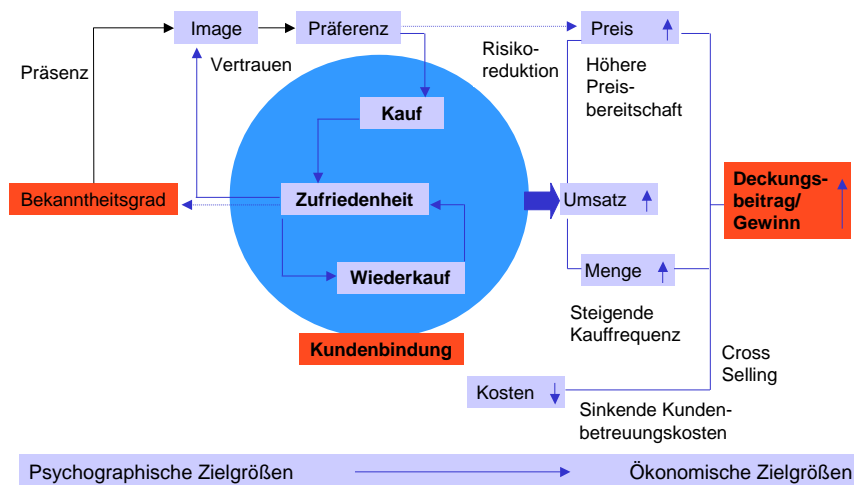 Image
Präferenz
Preis
Präsenz
Vertrauen
Risiko-
reduktion
Höhere
Preis-
bereitschaft
Kauf
Bekanntheitsgrad
Zufriedenheit
Umsatz
Deckungs-
beitrag/
Gewinn
Wiederkauf
Menge
Steigende
Kauffrequenz
Kundenbindung
Cross
Selling
Kosten
Sinkende Kunden-
betreuungskosten
Psychographische Zielgrößen
Ökonomische Zielgrößen